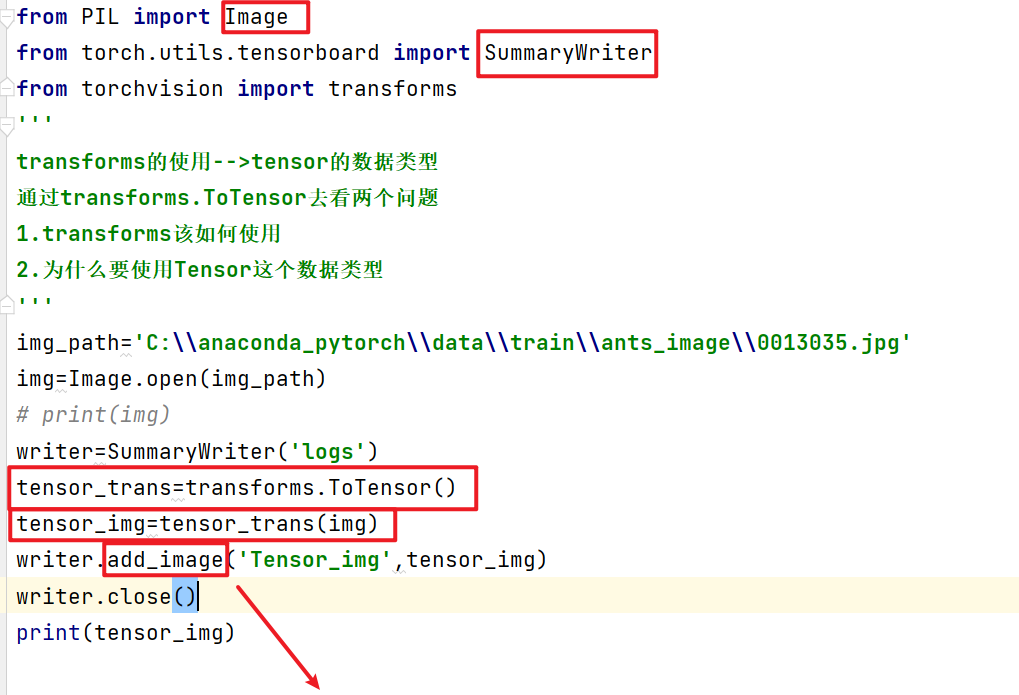 from PIL import Image
from torch.utils.tensorboard import SummaryWriter
from torchvision import transforms
'''
transforms的使用-->tensor的数据类型
通过transforms.ToTensor去看两个问题
1.transforms该如何使用
2.为什么要使用Tensor这个数据类型
'''
img_path='C:\\anaconda_pytorch\\data\\train\\ants_image\\0013035.jpg'
img=Image.open(img_path)
# print(img)
writer=SummaryWriter('logs')
tensor_trans=transforms.ToTensor()
tensor_img=tensor_trans(img)
writer.add_image('Tensor_img',tensor_img)
writer.close()
print(tensor_img)